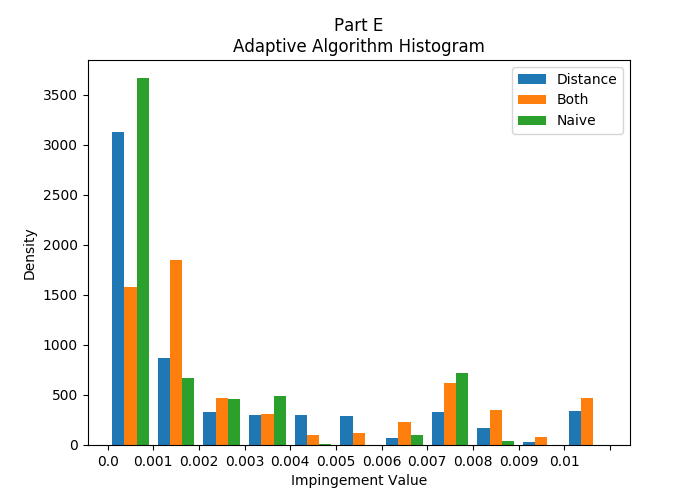 Part E
Adaptive Algorithm Histogram
Distance
Both
Naive
Density
3500
3000
2500
2000
1500
1000
500
0
0.0 0.001 0.002 0.003 0.004 0.005 0.006 0.007 0.008 0.009 0.01
Impingement Value